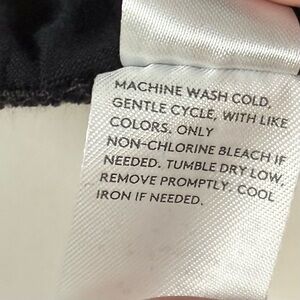 MACHINE WASH COLD,
GENTLE CYCLE, WITH LIKE
COLORS. ONLY
NON-CHLORINE BLEACH IF
NEEDED. TUMBLE DRY LOW,
REMOVE PROMPTLY. COOL
IRON IF NEEDED.